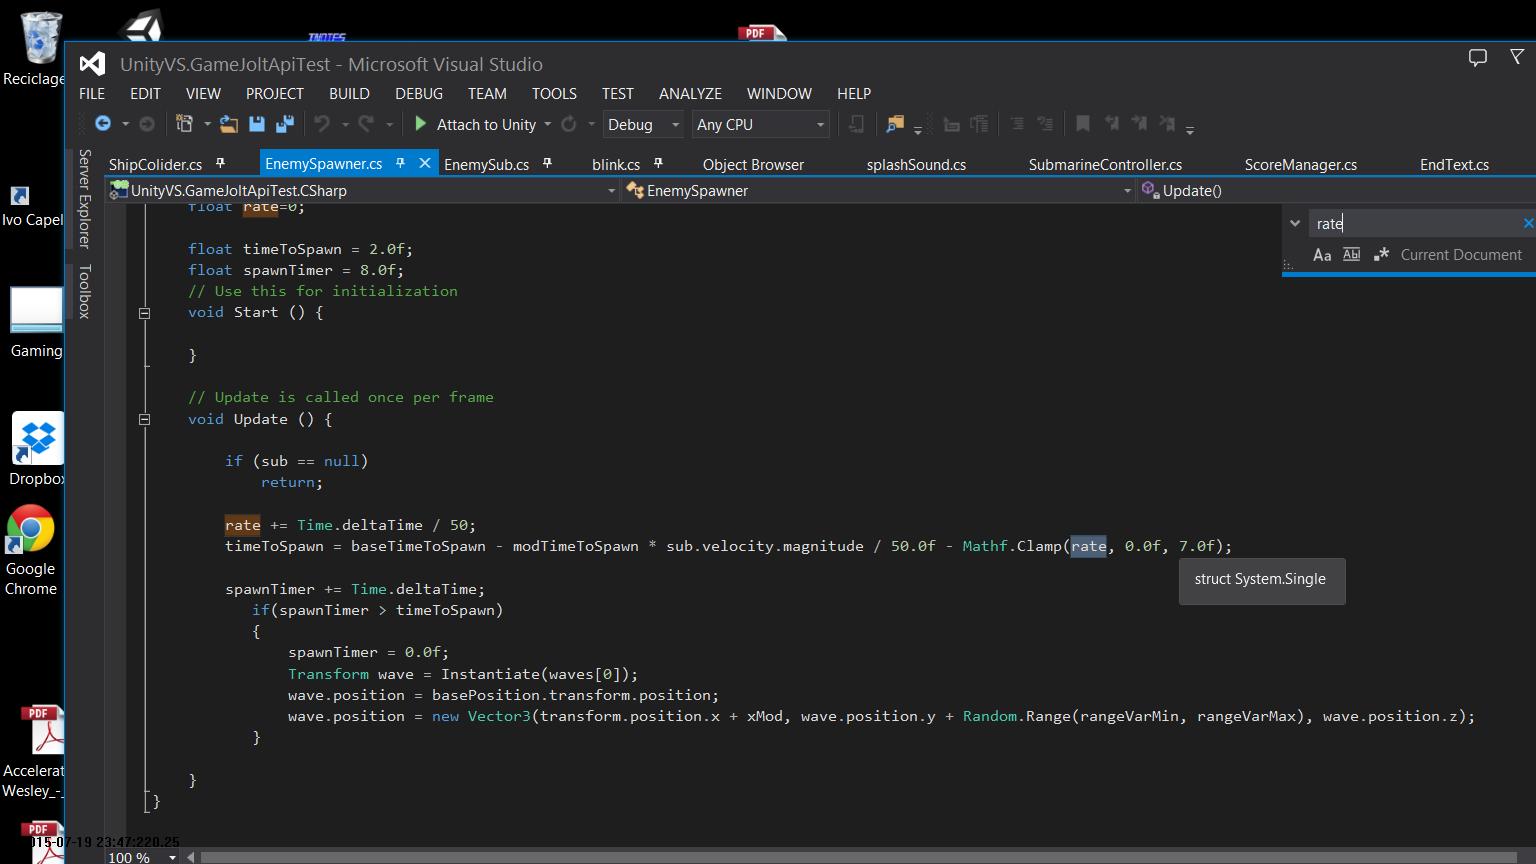 Reciclage
PDF
UnityVS.GameJoltApiTest - Microsoft Visual Studio
FILE EDIT VIEW PROJECT BUILD DEBUG TEAM TOOLS TEST ANALYZE WINDOW HELP
Attach to Unity Debug Any CPU
ShipColider.cs EnemySpawner.cs EnemySub.cs blink.cs Object Browser splashSound.cs SubmarineController.cs ScoreManager.cs EndText.cs
UnityVS.GameJoltApiTest.CSharp EnemySpawner Update()
Server Explorer
Toolbox
rate
Aa Abl Current Document
float rate=0;
float timeToSpawn = 2.0f;
float spawnTimer = 8.0f;
// Use this for initialization
void Start () {
}
// Update is called once per frame
void Update () {
if (sub == null)
return;
rate += Time.deltaTime / 50;
timeToSpawn = baseTimeToSpawn - modTimeToSpawn * sub.velocity.magnitude / 50.0f - Mathf.Clamp(rate, 0.0f, 7.0f);
struct System.Single
spawnTimer += Time.deltaTime;
if(spawnTimer > timeToSpawn)
{
spawnTimer = 0.0f;
Transform wave = Instantiate(waves[0]);
wave.position = basePosition.transform.position;
wave.position = new Vector3(transform.position.x + xMod, wave.position.y + Random.Range(rangeVarMin, rangeVarMax), wave.position.z);
}
}
}
100 %
Ivo Capel
Gaming
Dropbox
Google
Chrome
PDF
Accelerat
Wesley_-_
PDF
015-07-19 23:47:220.25